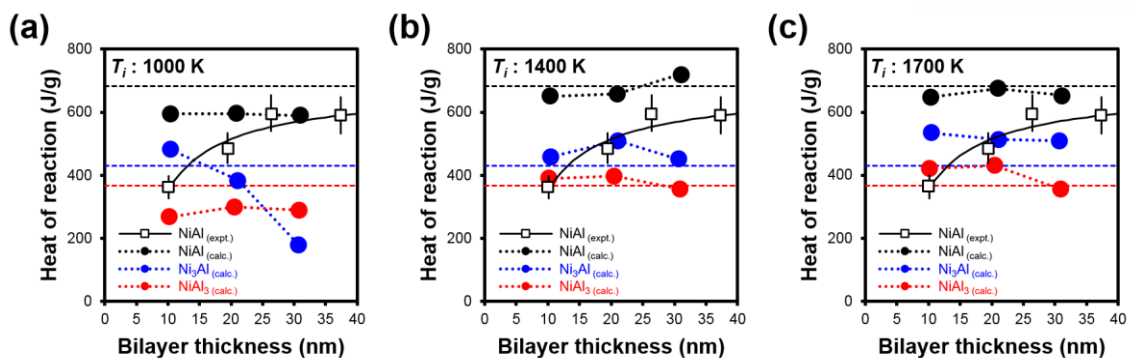 (a)
Heat of reaction (J/g)
800
600
400
200
0
T_i : 1000 K
NiAl (expt.)
NiAl (calc.)
Ni₃Al (calc.)
NiAl₃ (calc.)
0 5 10 15 20 25 30 35 40
Bilayer thickness (nm)
(b)
Heat of reaction (J/g)
800
600
400
200
0
T_i : 1400 K
NiAl (expt.)
NiAl (calc.)
Ni₃Al (calc.)
NiAl₃ (calc.)
0 5 10 15 20 25 30 35 40
Bilayer thickness (nm)
(c)
Heat of reaction (J/g)
800
600
400
200
0
T_i : 1700 K
NiAl (expt.)
NiAl (calc.)
Ni₃Al (calc.)
NiAl₃ (calc.)
0 5 10 15 20 25 30 35 40
Bilayer thickness (nm)